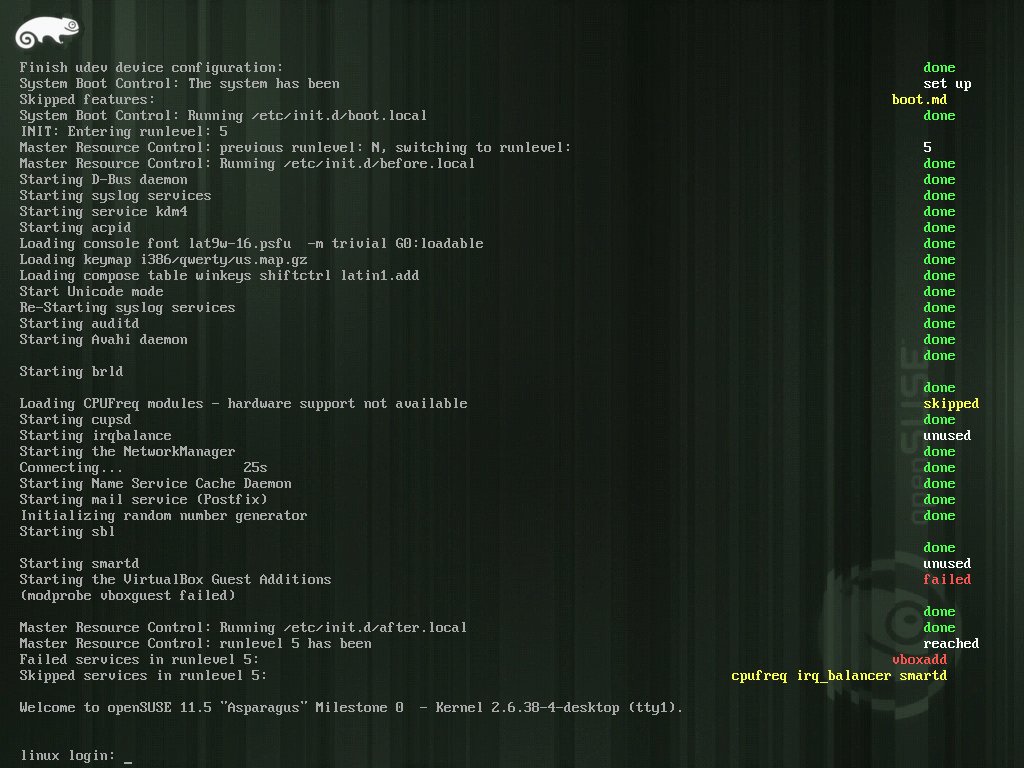 Finish udev device configuration: done
System Boot Control: The system has been set up
Skipped features: boot.md
System Boot Control: Running /etc/init.d/boot.local done
INIT: Entering runlevel: 5
Master Resource Control: previous runlevel: N, switching to runlevel: 5
Master Resource Control: Running /etc/init.d/before.local done
Starting D-Bus daemon done
Starting syslog services done
Starting service kdm4 done
Starting acpid done
Loading console font lat9w-16.psfu  -m trivial G0:loadable done
Loading keymap i386/qwerty/us.map.gz done
Loading compose table winkeys shiftctrl latin1.add done
Start Unicode mode done
Re-Starting syslog services done
Starting auditd done
Starting Avahi daemon done
done
Starting brld
done
Loading CPUFreq modules - hardware support not available skipped
Starting cupsd done
Starting irqbalance unused
Starting the NetworkManager done
Connecting... 25s done
Starting Name Service Cache Daemon done
Starting mail service (Postfix) done
Initializing random number generator done
Starting sbl
done
Starting smartd unused
Starting the VirtualBox Guest Additions failed
(modprobe vboxguest failed)
done
Master Resource Control: Running /etc/init.d/after.local done
Master Resource Control: runlevel 5 has been reached
Failed services in runlevel 5: vboxadd
Skipped services in runlevel 5: cpufreq irq_balancer smartd
Welcome to openSUSE 11.5 "Asparagus" Milestone 0  - Kernel 2.6.38-4-desktop (tty1).
linux login: _
openSUSE